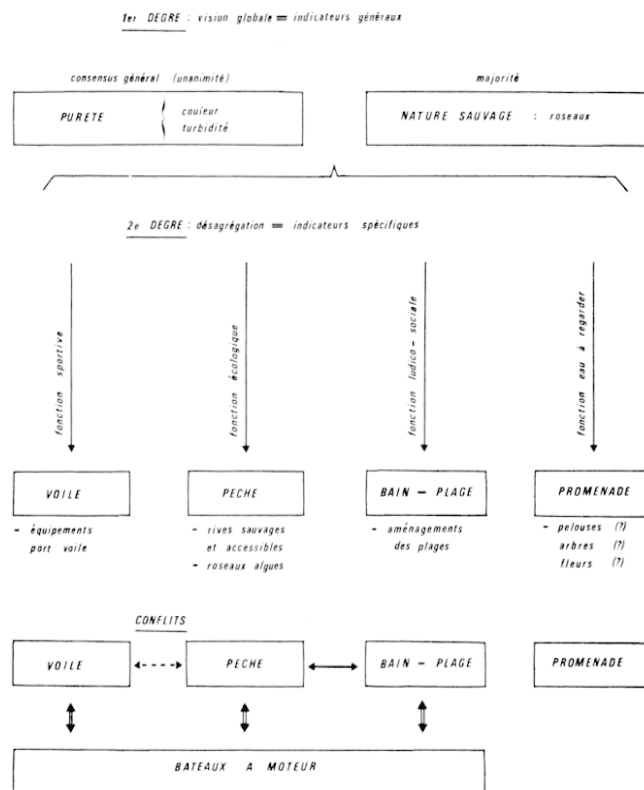 1er DEGRE : vision globale = indicateurs généraux
consensus général (unanimité)
majorité
PURETE { couleur
turbidité
NATURE SAUVAGE : roseaux
2e DEGRE : désagrégation = indicateurs spécifiques
fonction sportive
fonction écologique
fonction ludico - sociale
fonction eau à regarder
VOILE
PECHE
BAIN - PLAGE
PROMENADE
- équipements
port voile
- rives sauvages
et accessibles
- roseaux algues
- aménagements
des plages
- pelouses (?)
arbres (?)
fleurs (?)
CONFLITS
VOILE
PECHE
BAIN - PLAGE
PROMENADE
BATEAUX A MOTEUR